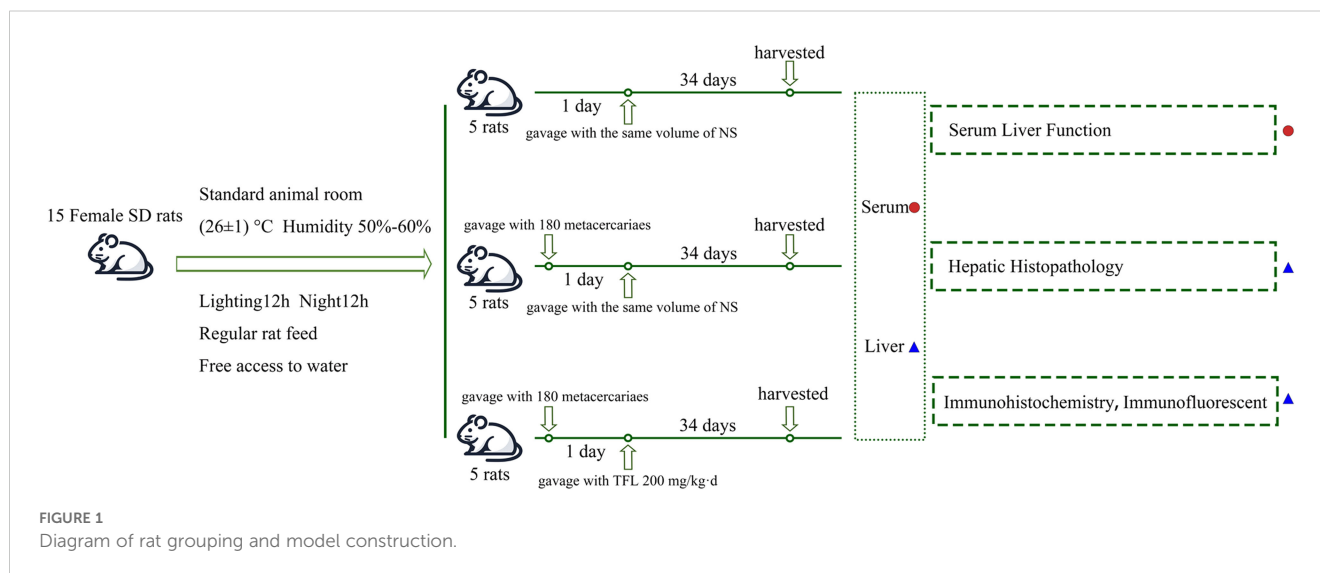 15 Female SD rats
Standard animal room
(26±1) °C Humidity 50%-60%
Lighting12h Night12h
Regular rat feed
Free access to water
harvested
34 days
1 day
5 rats
gavage with the same volume of NS
gavage with 180 metacercariaes
harvested
34 days
1 day
5 rats
gavage with the same volume of NS
gavage with 180 metacercariaes
harvested
34 days
1 day
5 rats
gavage with TFL 200 mg/kg·d
Serum
Liver
Serum Liver Function
Hepatic Histopathology
Immunohistochemistry, Immunofluorescent
FIGURE 1
Diagram of rat grouping and model construction.